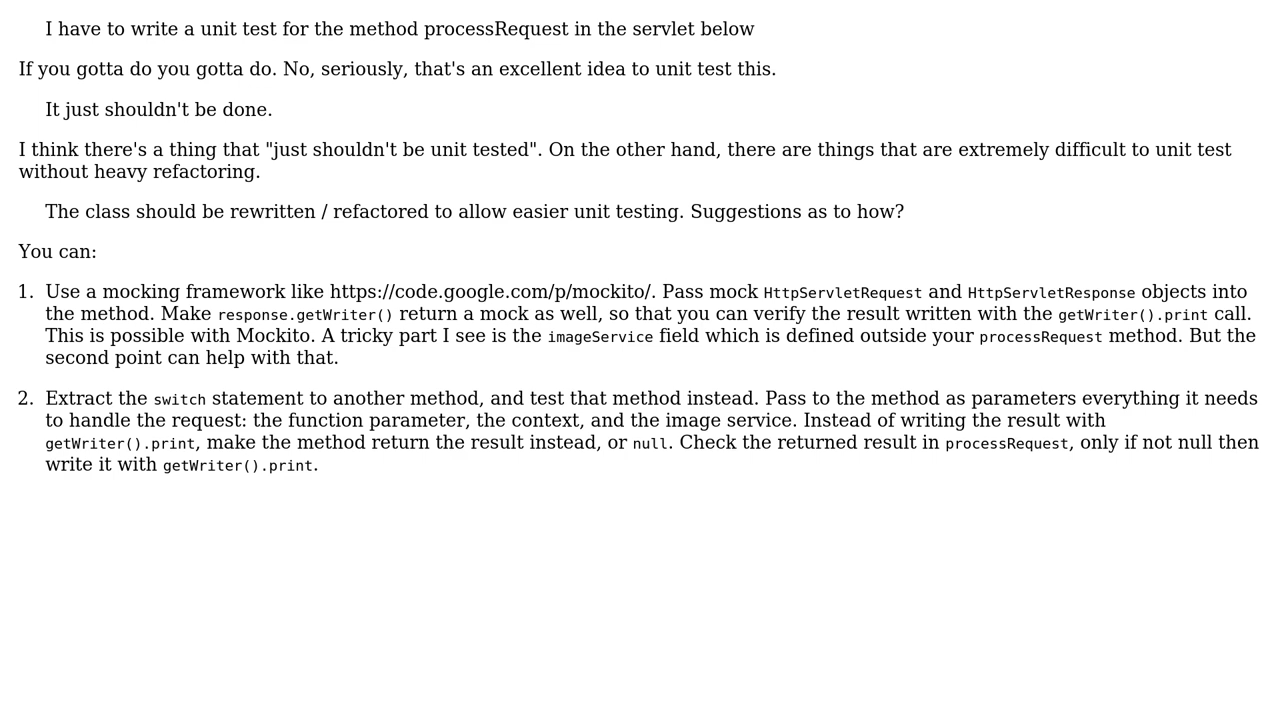 I have to write a unit test for the method processRequest in the servlet below
If you gotta do you gotta do. No, seriously, that's an excellent idea to unit test this.
It just shouldn't be done.
I think there's a thing that "just shouldn't be unit tested". On the other hand, there are things that are extremely difficult to unit test
without heavy refactoring.
The class should be rewritten / refactored to allow easier unit testing. Suggestions as to how?
You can:
1. Use a mocking framework like https://code.google.com/p/mockito/. Pass mock HttpServletRequest and HttpServletResponse objects into
the method. Make response.getWriter() return a mock as well, so that you can verify the result written with the getWriter().print call.
This is possible with Mockito. A tricky part I see is the imageService field which is defined outside your processRequest method. But the
second point can help with that.
2. Extract the switch statement to another method, and test that method instead. Pass to the method as parameters everything it needs
to handle the request: the function parameter, the context, and the image service. Instead of writing the result with
getWriter().print, make the method return the result instead, or null. Check the returned result in processRequest, only if not null then
write it with getWriter().print.